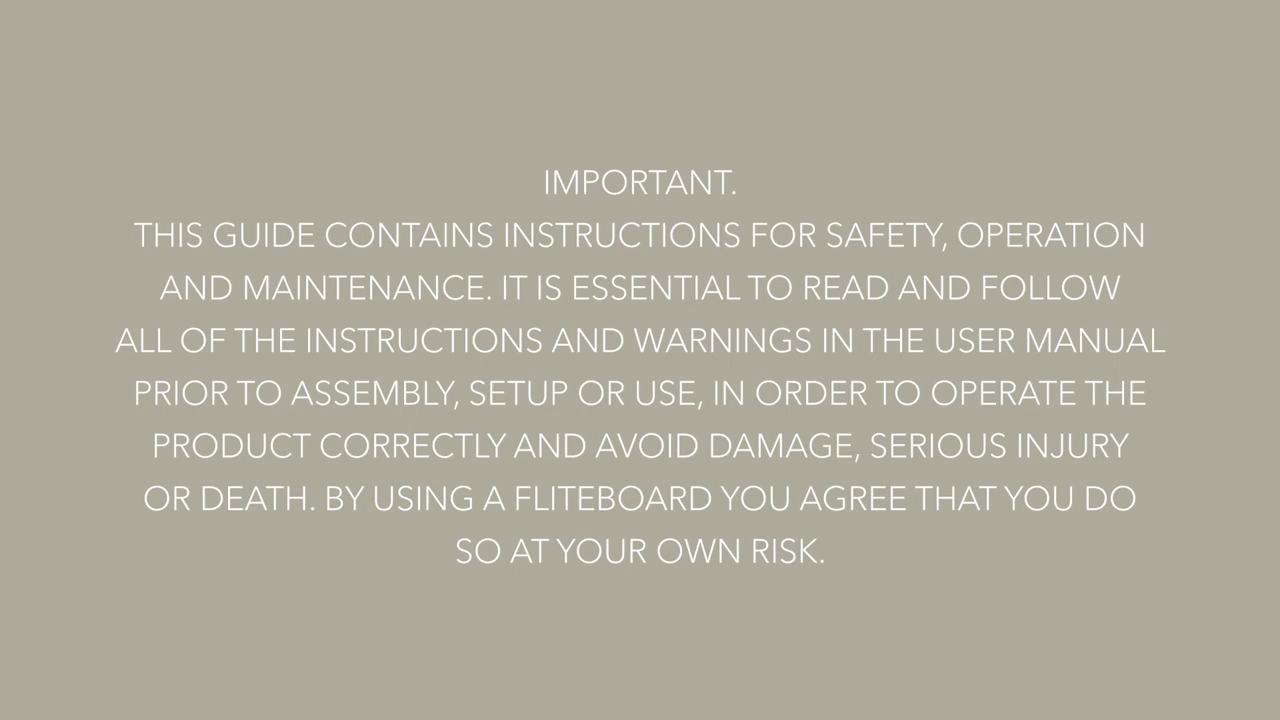 IMPORTANT.
THIS GUIDE CONTAINS INSTRUCTIONS FOR SAFETY, OPERATION
AND MAINTENANCE. IT IS ESSENTIAL TO READ AND FOLLOW
ALL OF THE INSTRUCTIONS AND WARNINGS IN THE USER MANUAL
PRIOR TO ASSEMBLY, SETUP OR USE, IN ORDER TO OPERATE THE
PRODUCT CORRECTLY AND AVOID DAMAGE, SERIOUS INJURY
OR DEATH. BY USING A FLITEBOARD YOU AGREE THAT YOU DO
SO AT YOUR OWN RISK.